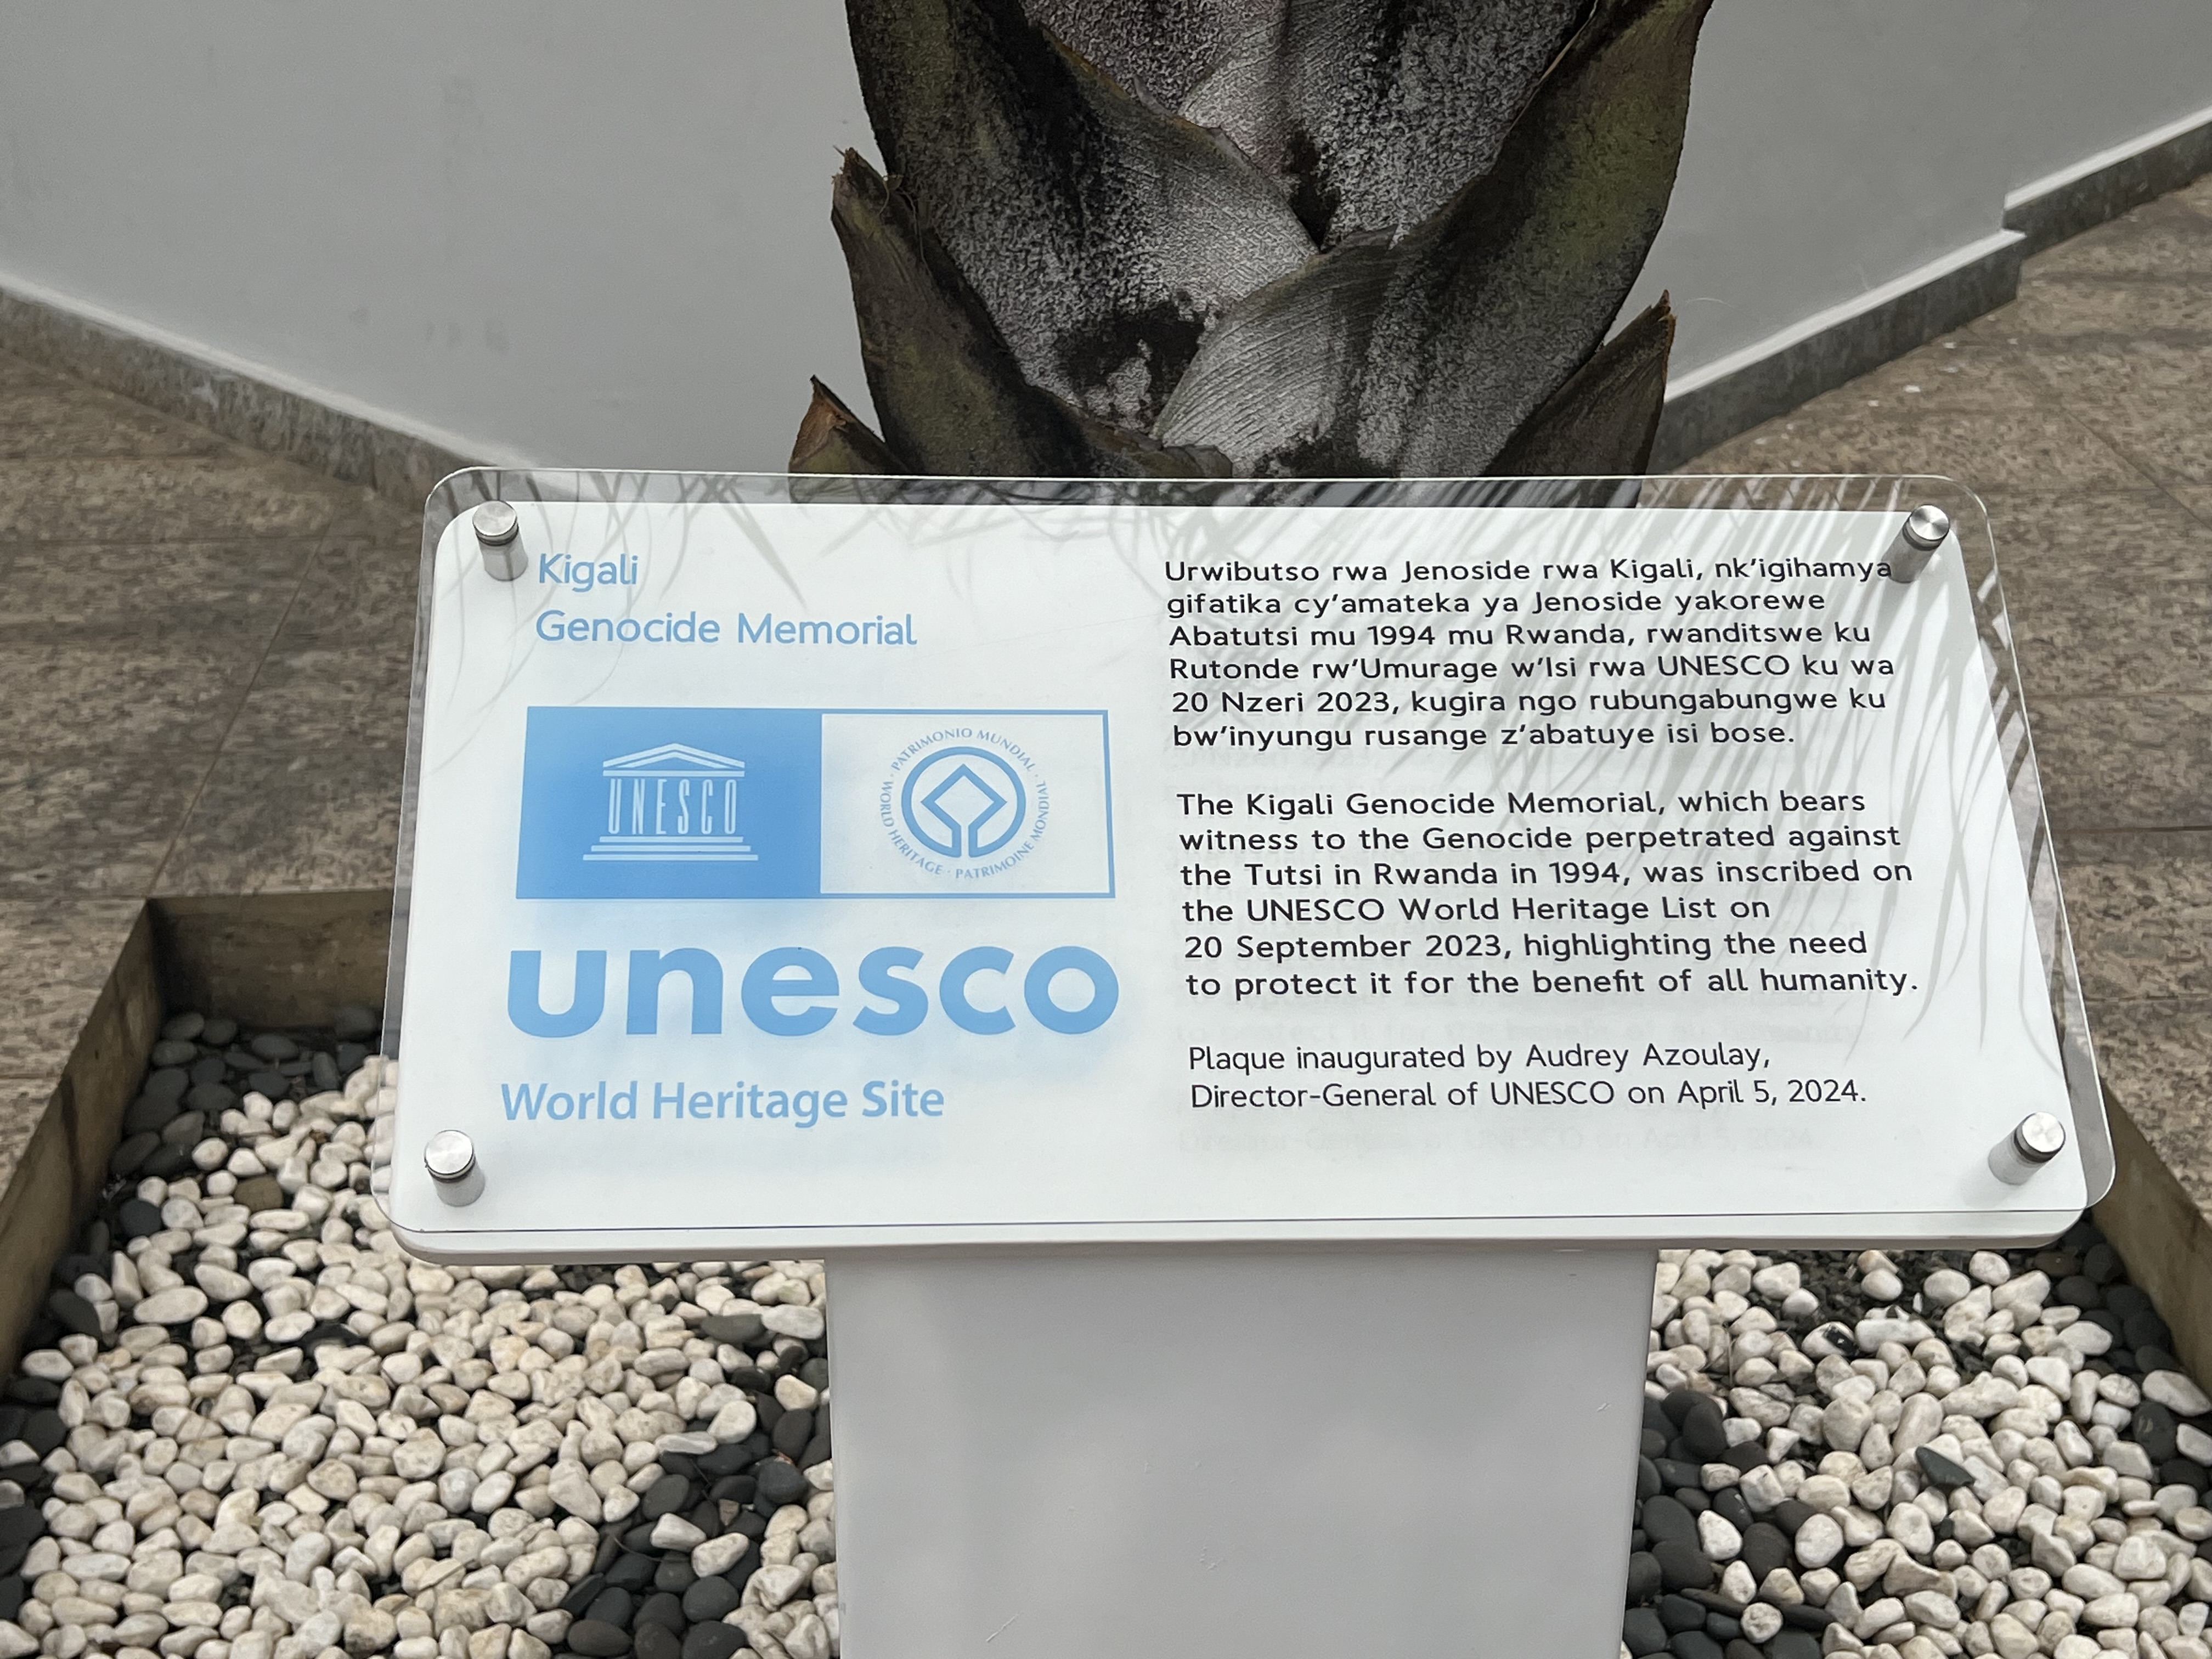 Kigali
Genocide Memorial
UNESCO
PATRIMONIO MUNDIAL · WORLD HERITAGE · PATRIMOINE MONDIAL ·
unesco
World Heritage Site
Urwibutso rwa Jenoside rwa Kigali, nk'igihamya
gifatika cy'amateka ya Jenoside yakorewe
Abatutsi mu 1994 mu Rwanda, rwanditswe ku
Rutonde rw'Umurage w'Isi rwa UNESCO ku wa
20 Nzeri 2023, kugira ngo rubungabungwe ku
bw'inyungu rusange z'abatuye isi bose.
The Kigali Genocide Memorial, which bears
witness to the Genocide perpetrated against
the Tutsi in Rwanda in 1994, was inscribed on
the UNESCO World Heritage List on
20 September 2023, highlighting the need
to protect it for the benefit of all humanity.
Plaque inaugurated by Audrey Azoulay,
Director-General of UNESCO on April 5, 2024.